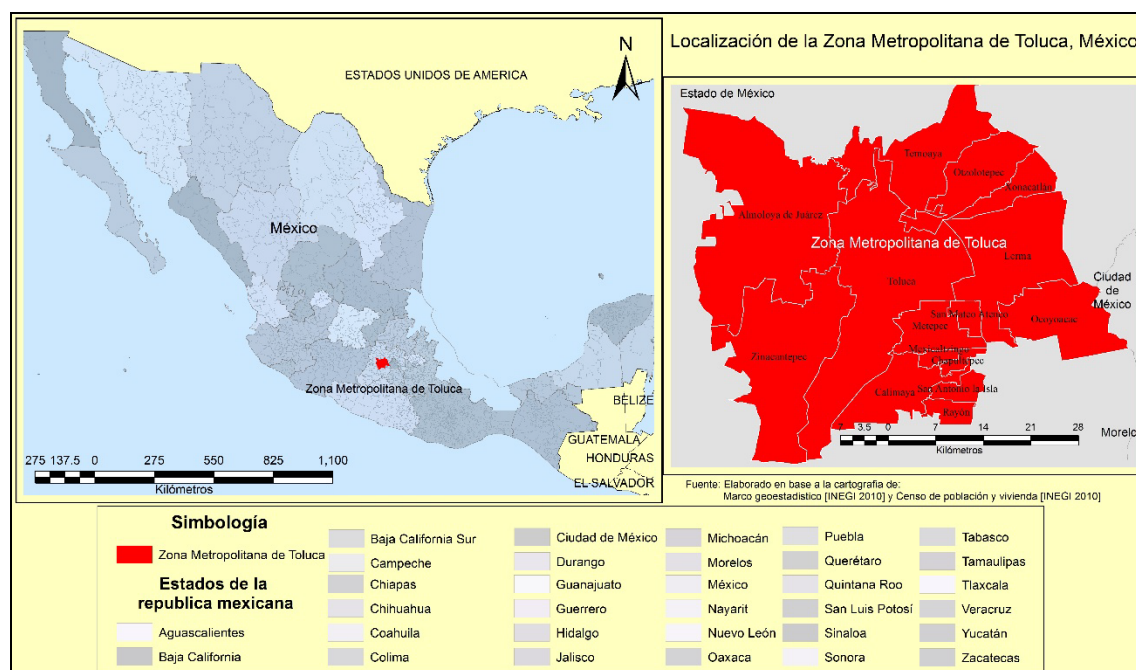 ESTADOS UNIDOS DE AMERICA
N
México
Zona Metropolitana de Toluca
BELIZE
GUATEMALA
HONDURAS
EL SALVADOR
275 137.5 0 275 550 825 1,100
Kilómetros
Localización de la Zona Metropolitana de Toluca, México
Estado de México
Temoaya
Otzolotepec
Xonacatlán
Almoloya de Juárez
Zona Metropolitana de Toluca
Lerma
Toluca
Ciudad
de
México
San Mateo Atenco
Ocoyoacac
Metepec
Mexicaltzingo
Zinacantepec
Chapultepec
Calimaya
San Antonio la Isla
Rayón
7 3.5 0 7 14 21 28
Kilómetros
Morelo
Fuente: Elaborado en base a la cartografia de:
Marco geoestadistico [INEGI 2010] y Censo de población y vivienda [INEGI 2010]
Simbología
Zona Metropolitana de Toluca
Estados de la
republica mexicana
Aguascalientes
Baja California
Baja California Sur
Campeche
Chiapas
Chihuahua
Coahuila
Colima
Ciudad de México
Durango
Guanajuato
Guerrero
Hidalgo
Jalisco
Michoacán
Morelos
México
Nayarit
Nuevo León
Oaxaca
Puebla
Querétaro
Quintana Roo
San Luis Potosí
Sinaloa
Sonora
Tabasco
Tamaulipas
Tlaxcala
Veracruz
Yucatán
Zacatecas